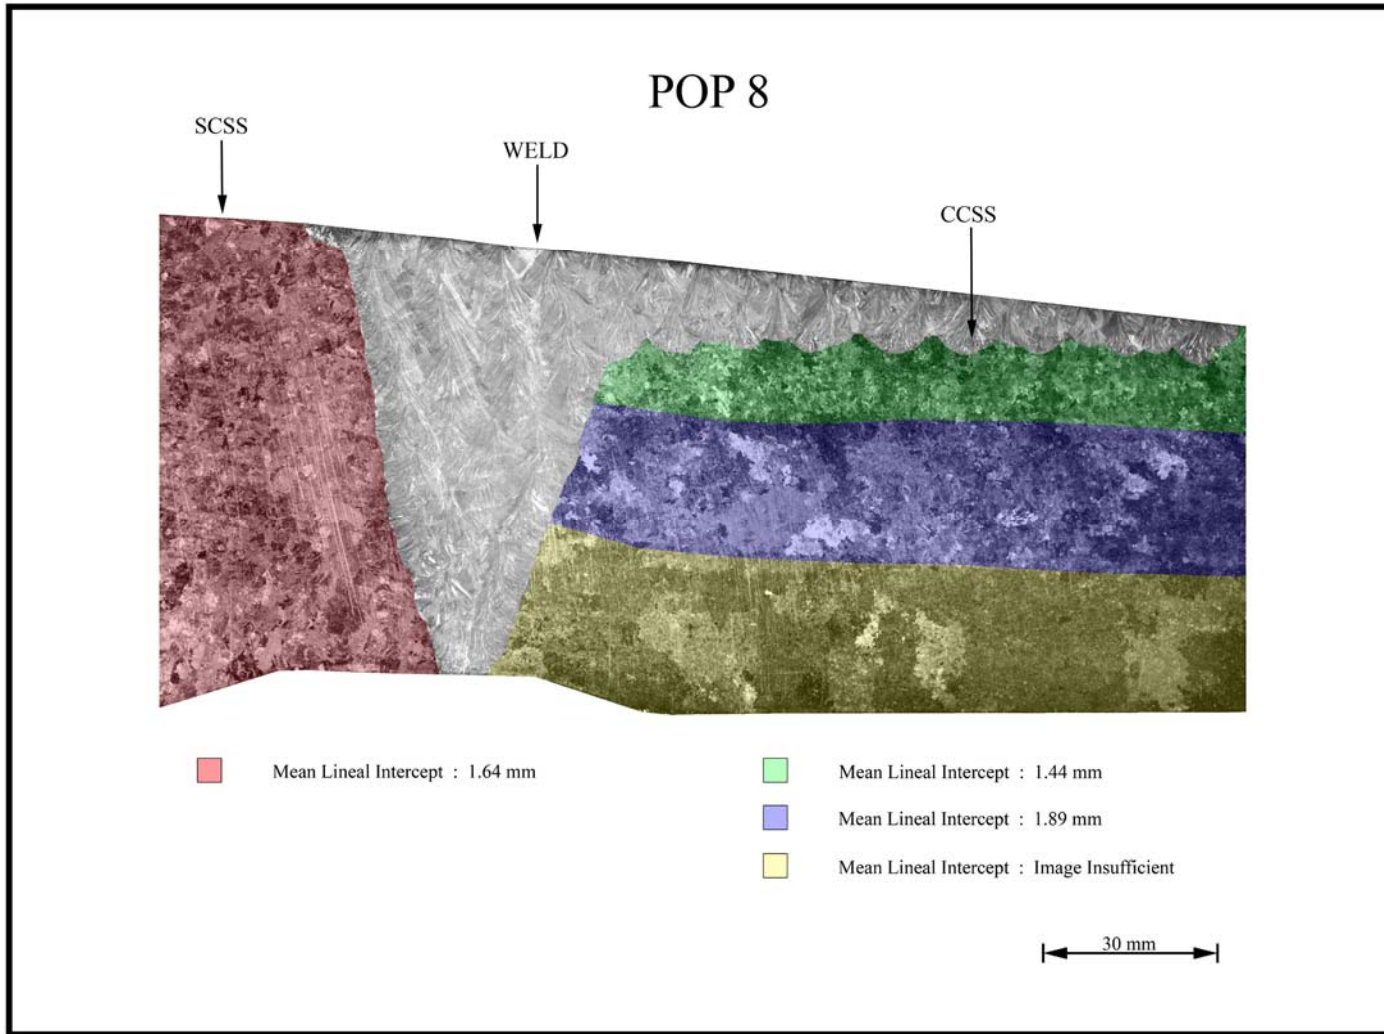 POP 8
SCSS
WELD
CCSS
Mean Lineal Intercept : 1.64 mm
Mean Lineal Intercept : 1.44 mm
Mean Lineal Intercept : 1.89 mm
Mean Lineal Intercept : Image Insufficient
30 mm